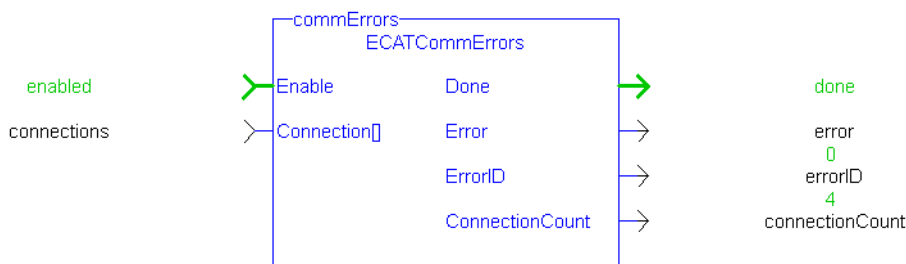 commErrors
ECATCommErrors
enabled Enable Done done
connections Connection[] Error error
0
ErrorID errorID
4
ConnectionCount connectionCount